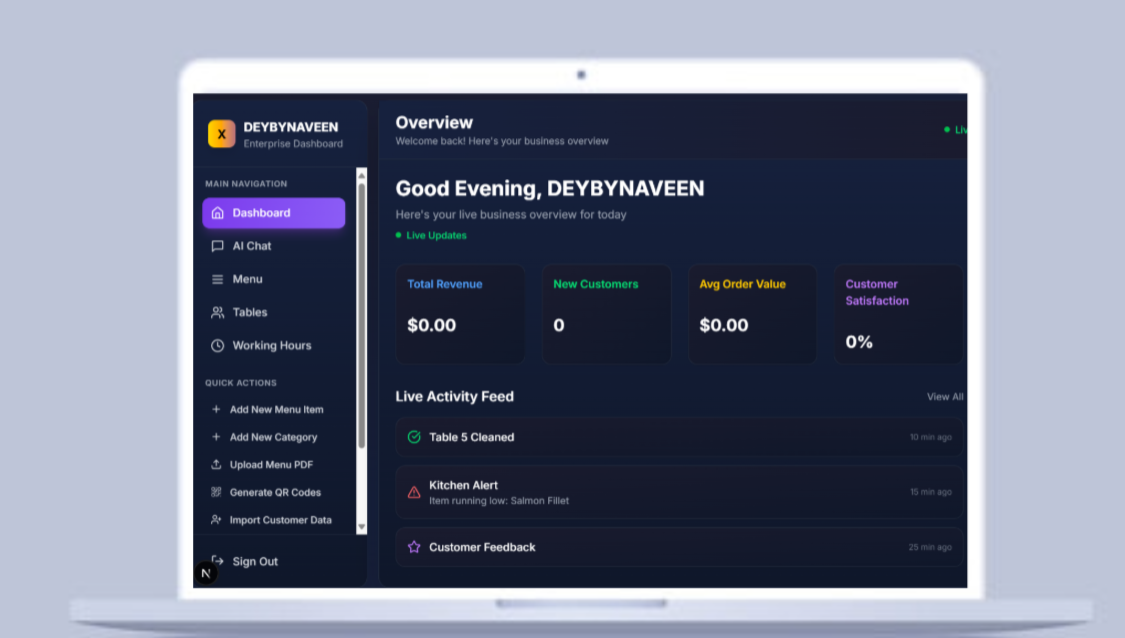 X
DEYBYNAVEEN
Enterprise Dashboard
MAIN NAVIGATION
Dashboard
AI Chat
Menu
Tables
Working Hours
QUICK ACTIONS
Add New Menu Item
Add New Category
Upload Menu PDF
Generate QR Codes
Import Customer Data
Sign Out
N
Overview
Welcome back! Here's your business overview
Liv
Good Evening, DEYBYNAVEEN
Here's your live business overview for today
Live Updates
Total Revenue
$0.00
New Customers
0
Avg Order Value
$0.00
Customer
Satisfaction
0%
Live Activity Feed
View All
Table 5 Cleaned
10 min ago
Kitchen Alert
Item running low: Salmon Fillet
15 min ago
Customer Feedback
25 min ago